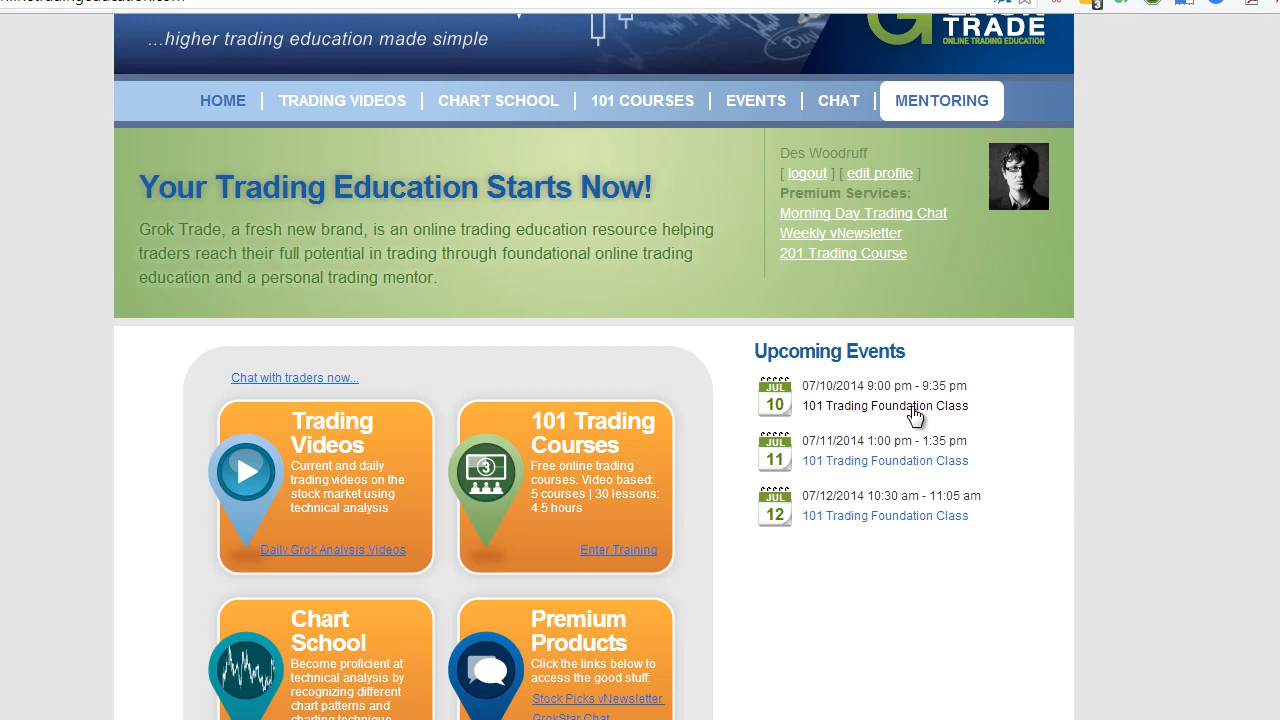 ...higher trading education made simple
TRADE
ONLINE TRADING EDUCATION
HOME
TRADING VIDEOS
CHART SCHOOL
101 COURSES
EVENTS
CHAT
MENTORING
Your Trading Education Starts Now!
Grok Trade, a fresh new brand, is an online trading education resource helping
traders reach their full potential in trading through foundational online trading
education and a personal trading mentor.
Des Woodruff
[ logout ] [ edit profile ]
Premium Services:
Morning Day Trading Chat
Weekly vNewsletter
201 Trading Course
Chat with traders now...
Trading
Videos
Current and daily
trading videos on the
stock market using
technical analysis
Daily Grok Analysis Videos
101 Trading
Courses
Free online trading
courses. Video based:
5 courses | 30 lessons:
4.5 hours
Enter Training
Chart
School
Become proficient at
technical analysis by
recognizing different
chart patterns and
charting technique
Premium
Products
Click the links below to
access the good stuff:
Stock Picks vNewsletter
GrokStar Chat
Upcoming Events
JUL
10
07/10/2014 9:00 pm - 9:35 pm
101 Trading Foundation Class
JUL
11
07/11/2014 1:00 pm - 1:35 pm
101 Trading Foundation Class
JUL
12
07/12/2014 10:30 am - 11:05 am
101 Trading Foundation Class